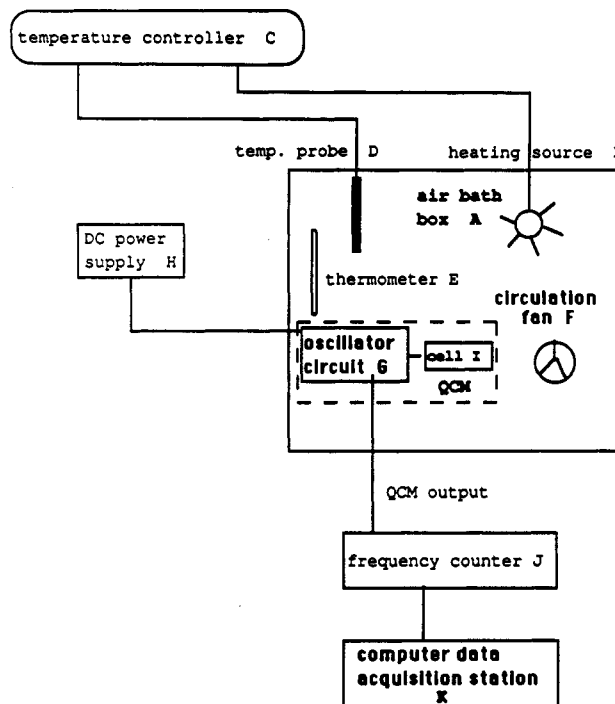 temperature controller C
temp. probe D
heating source
air bath
box A
DC power
supply H
thermometer E
circulation
fan F
oscillator
circuit G
cell I
QCM
QCM output
frequency counter J
computer data
acquisition station
K